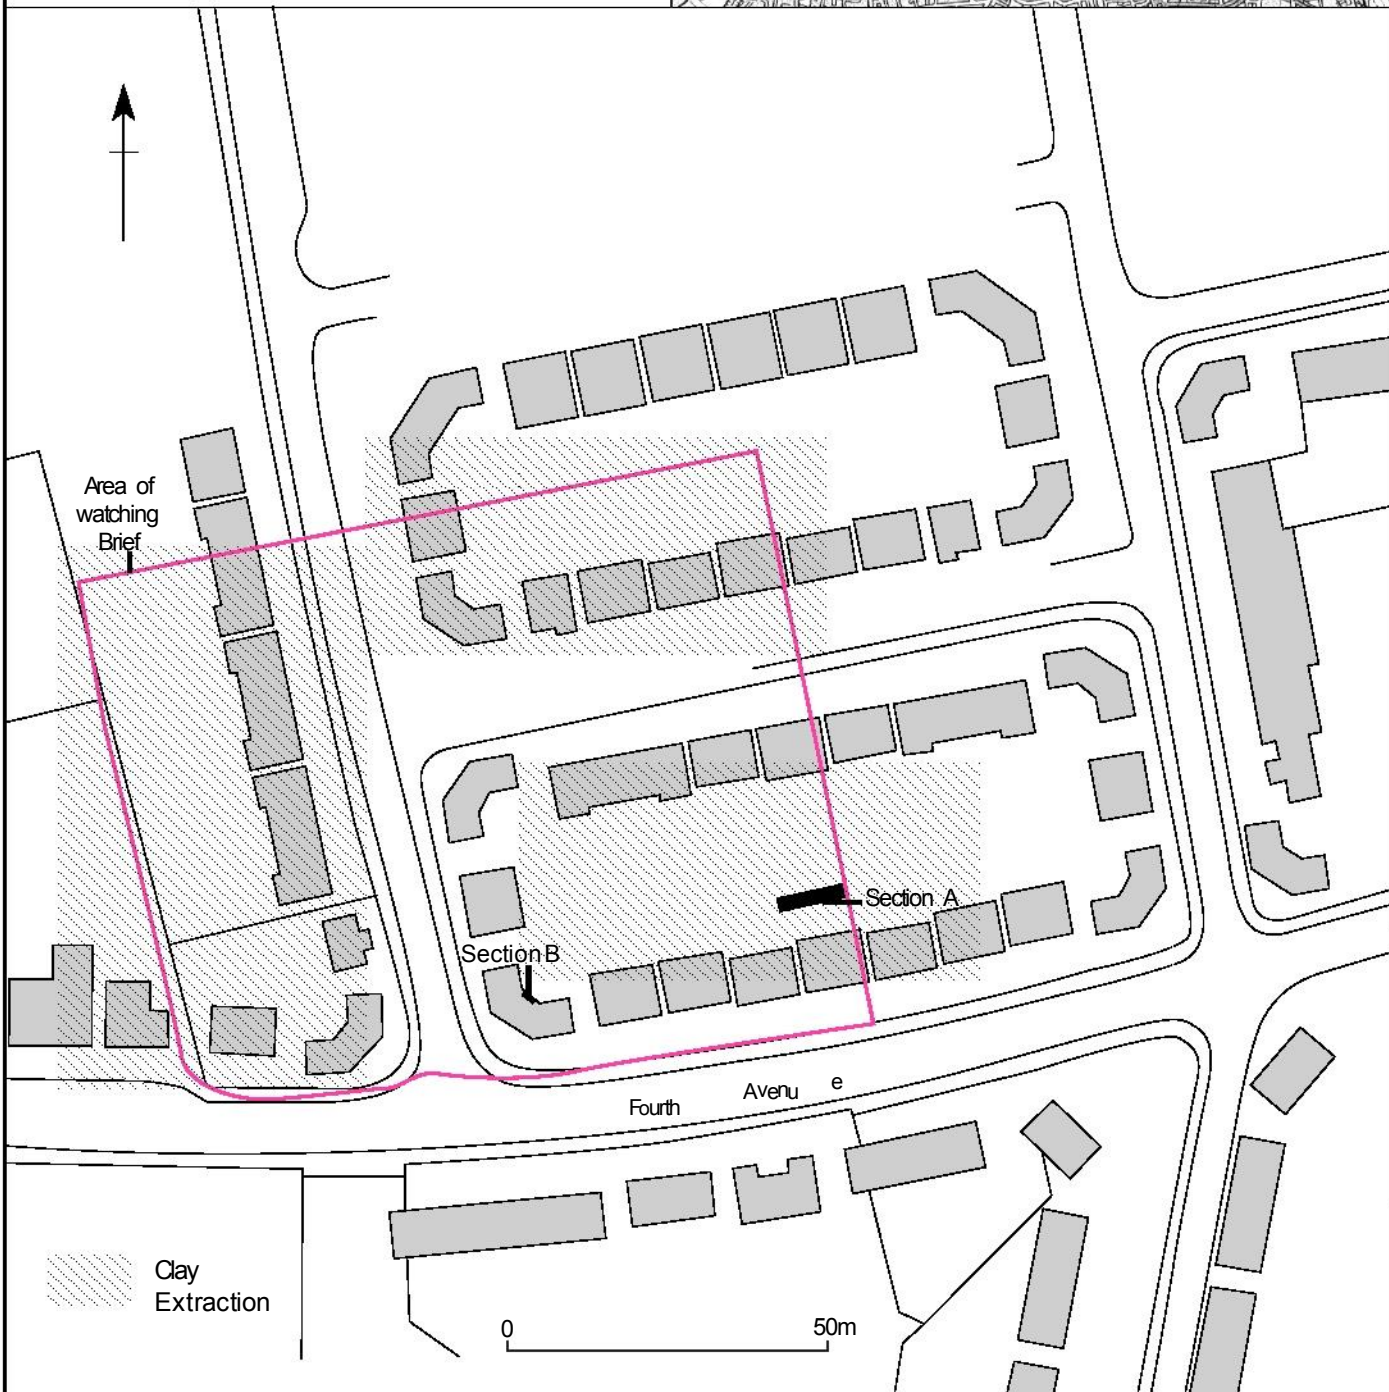 Area of
watching
Brief
Section A
Section B
Fourth Avenu e
Clay
Extraction
0 50m